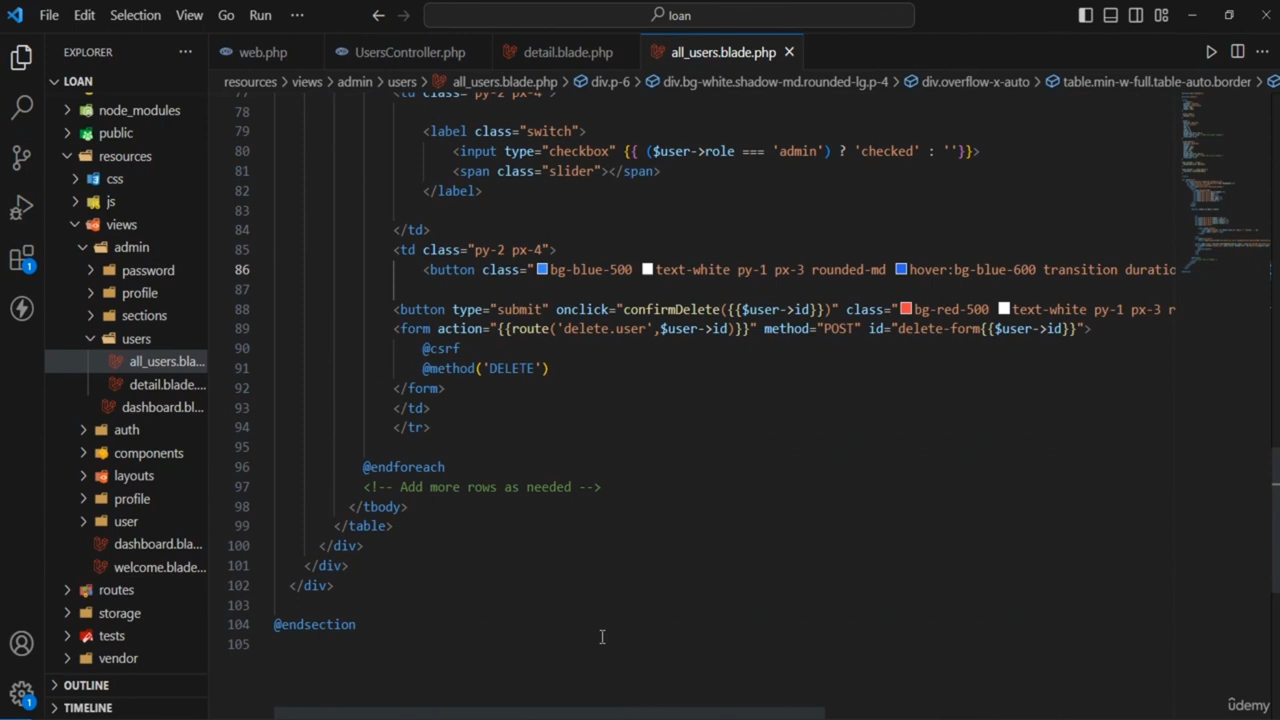 File Edit Selection View Go Run ··· loan
EXPLORER ··· web.php UsersController.php detail.blade.php all_users.blade.php
LOAN
resources > views > admin > users > all_users.blade.php > div.p-6 > div.bg-white.shadow-md.rounded-lg.p-4 > div.overflow-x-auto > table.min-w-full.table-auto.border >
node_modules
public
resources
css
js
views
admin
password
profile
sections
users
all_users.bla...
detail.blade....
dashboard.bl...
auth
components
layouts
profile
user
dashboard.bla...
welcome.blade...
routes
storage
tests
vendor
OUTLINE
TIMELINE
1
1
77 <td class="py-2 px-4">
78
79 <label class="switch">
80 <input type="checkbox" {{ ($user->role === 'admin') ? 'checked' : ''}}>
81 <span class="slider"></span>
82 </label>
83
84 </td>
85 <td class="py-2 px-4">
86 <button class="bg-blue-500 text-white py-1 px-3 rounded-md hover:bg-blue-600 transition duratio
87
88 <button type="submit" onclick="confirmDelete({{$user->id}})" class="bg-red-500 text-white py-1 px-3 r
89 <form action="{{route('delete.user',$user->id)}}" method="POST" id="delete-form{{$user->id}}">
90 @csrf
91 @method('DELETE')
92 </form>
93 </td>
94 </tr>
95
96 @endforeach
97 <!-- Add more rows as needed -->
98 </tbody>
99 </table>
100 </div>
101 </div>
102 </div>
103
104 @endsection
105
ûdemy